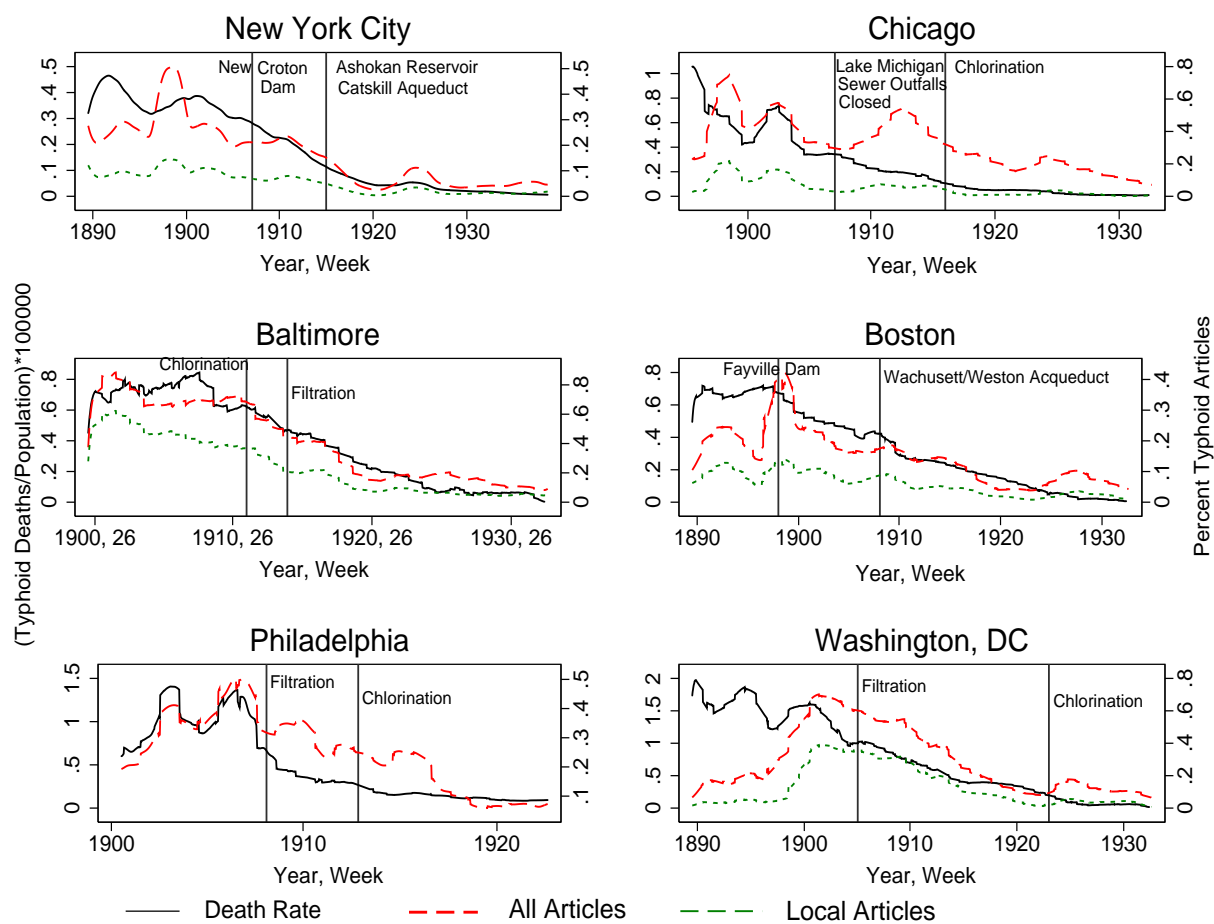 New York City
New Croton
Dam
Ashokan Reservoir
Catskill Aqueduct
0 .1 .2 .3 .4 .5
0 .1 .2 .3 .4 .5
1890 1900 1910 1920 1930
Year, Week
Chicago
Lake Michigan
Sewer Outfalls
Closed
Chlorination
0 .2 .4 .6 .8 1
0 .2 .4 .6 .8
1900 1910 1920 1930
Year, Week
(Typhoid Deaths/Population)*100000
Percent Typhoid Articles
Baltimore
Chlorination
Filtration
0 .2 .4 .6 .8
0 .2 .4 .6 .8
1900, 26 1910, 26 1920, 26 1930, 26
Year, Week
Boston
Fayville Dam
Wachusett/Weston Acqueduct
0 .2 .4 .6 .8
0 .1 .2 .3 .4
1890 1900 1910 1920 1930
Year, Week
Philadelphia
Filtration
Chlorination
0 .5 1 1.5
.1 .2 .3 .4 .5
1900 1910 1920
Year, Week
Washington, DC
Filtration
Chlorination
0 .5 1 1.5 2
0 .2 .4 .6 .8
1890 1900 1910 1920 1930
Year, Week
Death Rate All Articles Local Articles